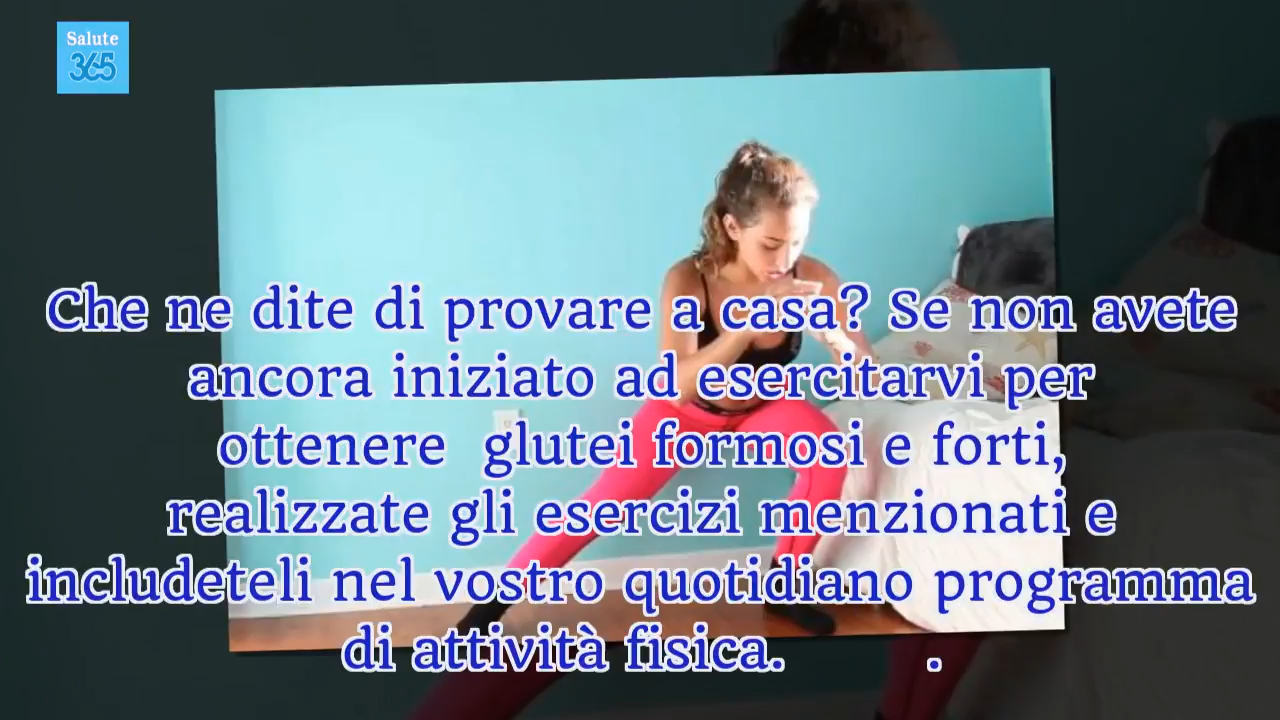 Salute
365
Che ne dite di provare a casa? Se non avete
ancora iniziato ad esercitarvi per
ottenere  glutei formosi e forti,
realizzate gli esercizi menzionati e
includeteli nel vostro quotidiano programma
di attività fisica.        .